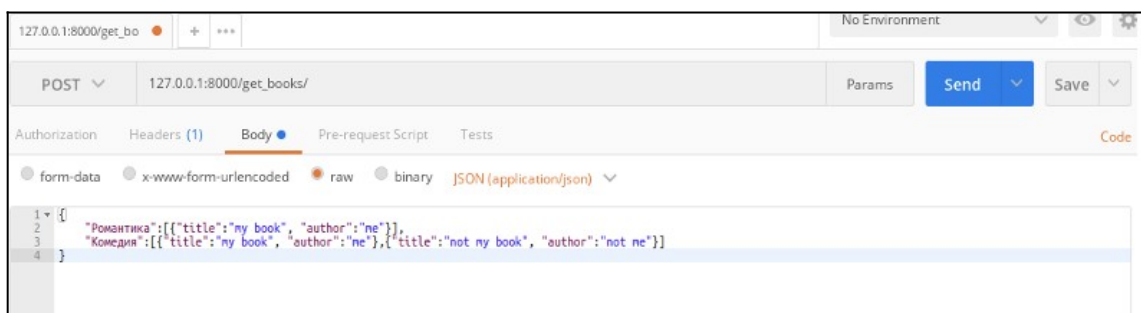 127.0.0.1:8000/get_bo + ••• No Environment
POST 127.0.0.1:8000/get_books/ Params Send Save
Authorization Headers (1) Body Pre-request Script Tests Code
form-data x-www-form-urlencoded raw binary JSON (application/json)
1 {
2 "Романтика":[{"title":"my book", "author":"me"}],
3 "Комедия":[{"title":"my book", "author":"me"},{"title":"not my book", "author":"not me"}]
4 }